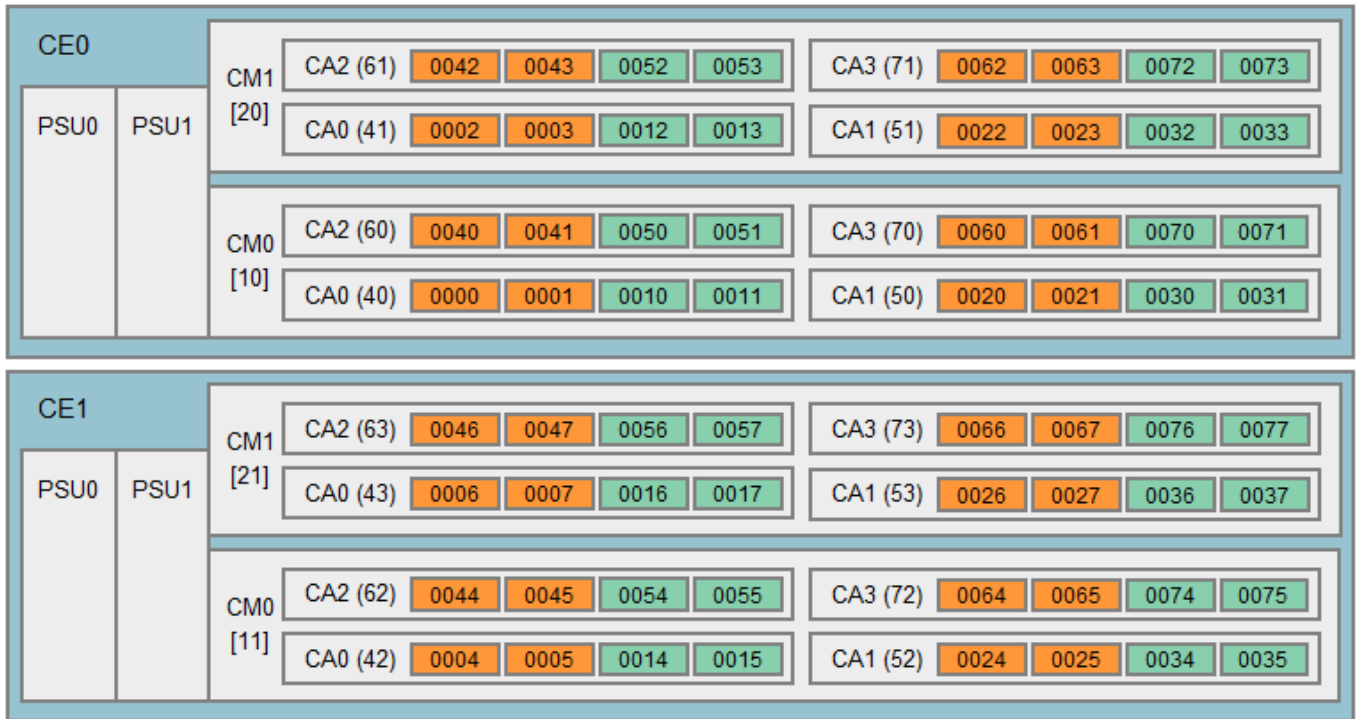 CE0
PSU0 PSU1
CM1
[20]
CA2 (61) 0042 0043 0052 0053 CA3 (71) 0062 0063 0072 0073
CA0 (41) 0002 0003 0012 0013 CA1 (51) 0022 0023 0032 0033
CM0
[10]
CA2 (60) 0040 0041 0050 0051 CA3 (70) 0060 0061 0070 0071
CA0 (40) 0000 0001 0010 0011 CA1 (50) 0020 0021 0030 0031
CE1
PSU0 PSU1
CM1
[21]
CA2 (63) 0046 0047 0056 0057 CA3 (73) 0066 0067 0076 0077
CA0 (43) 0006 0007 0016 0017 CA1 (53) 0026 0027 0036 0037
CM0
[11]
CA2 (62) 0044 0045 0054 0055 CA3 (72) 0064 0065 0074 0075
CA0 (42) 0004 0005 0014 0015 CA1 (52) 0024 0025 0034 0035